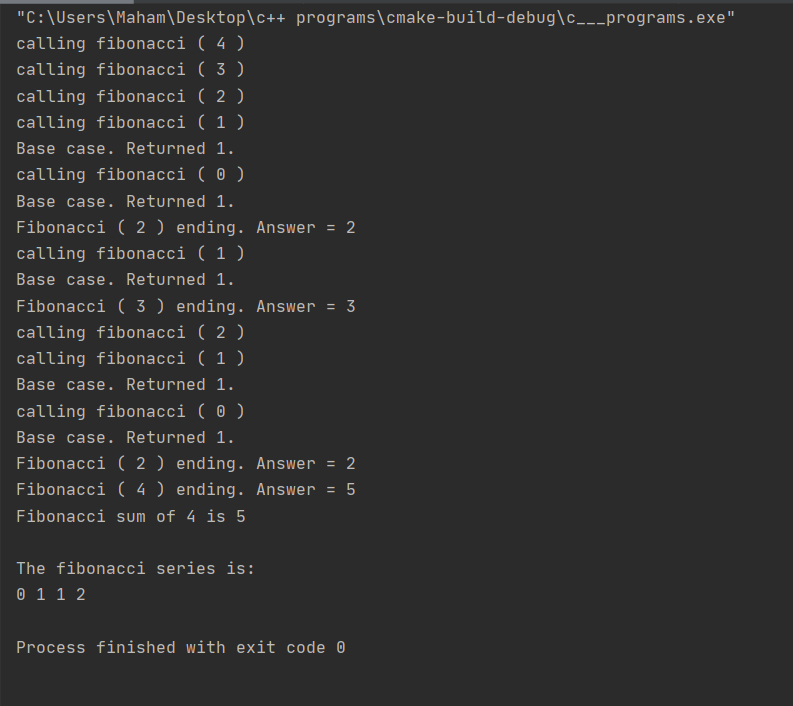 "C:\Users\Maham\Desktop\c++ programs\cmake-build-debug\c___programs.exe"
calling fibonacci ( 4 )
calling fibonacci ( 3 )
calling fibonacci ( 2 )
calling fibonacci ( 1 )
Base case. Returned 1.
calling fibonacci ( 0 )
Base case. Returned 1.
Fibonacci ( 2 ) ending. Answer = 2
calling fibonacci ( 1 )
Base case. Returned 1.
Fibonacci ( 3 ) ending. Answer = 3
calling fibonacci ( 2 )
calling fibonacci ( 1 )
Base case. Returned 1.
calling fibonacci ( 0 )
Base case. Returned 1.
Fibonacci ( 2 ) ending. Answer = 2
Fibonacci ( 4 ) ending. Answer = 5
Fibonacci sum of 4 is 5
The fibonacci series is:
0 1 1 2
Process finished with exit code 0